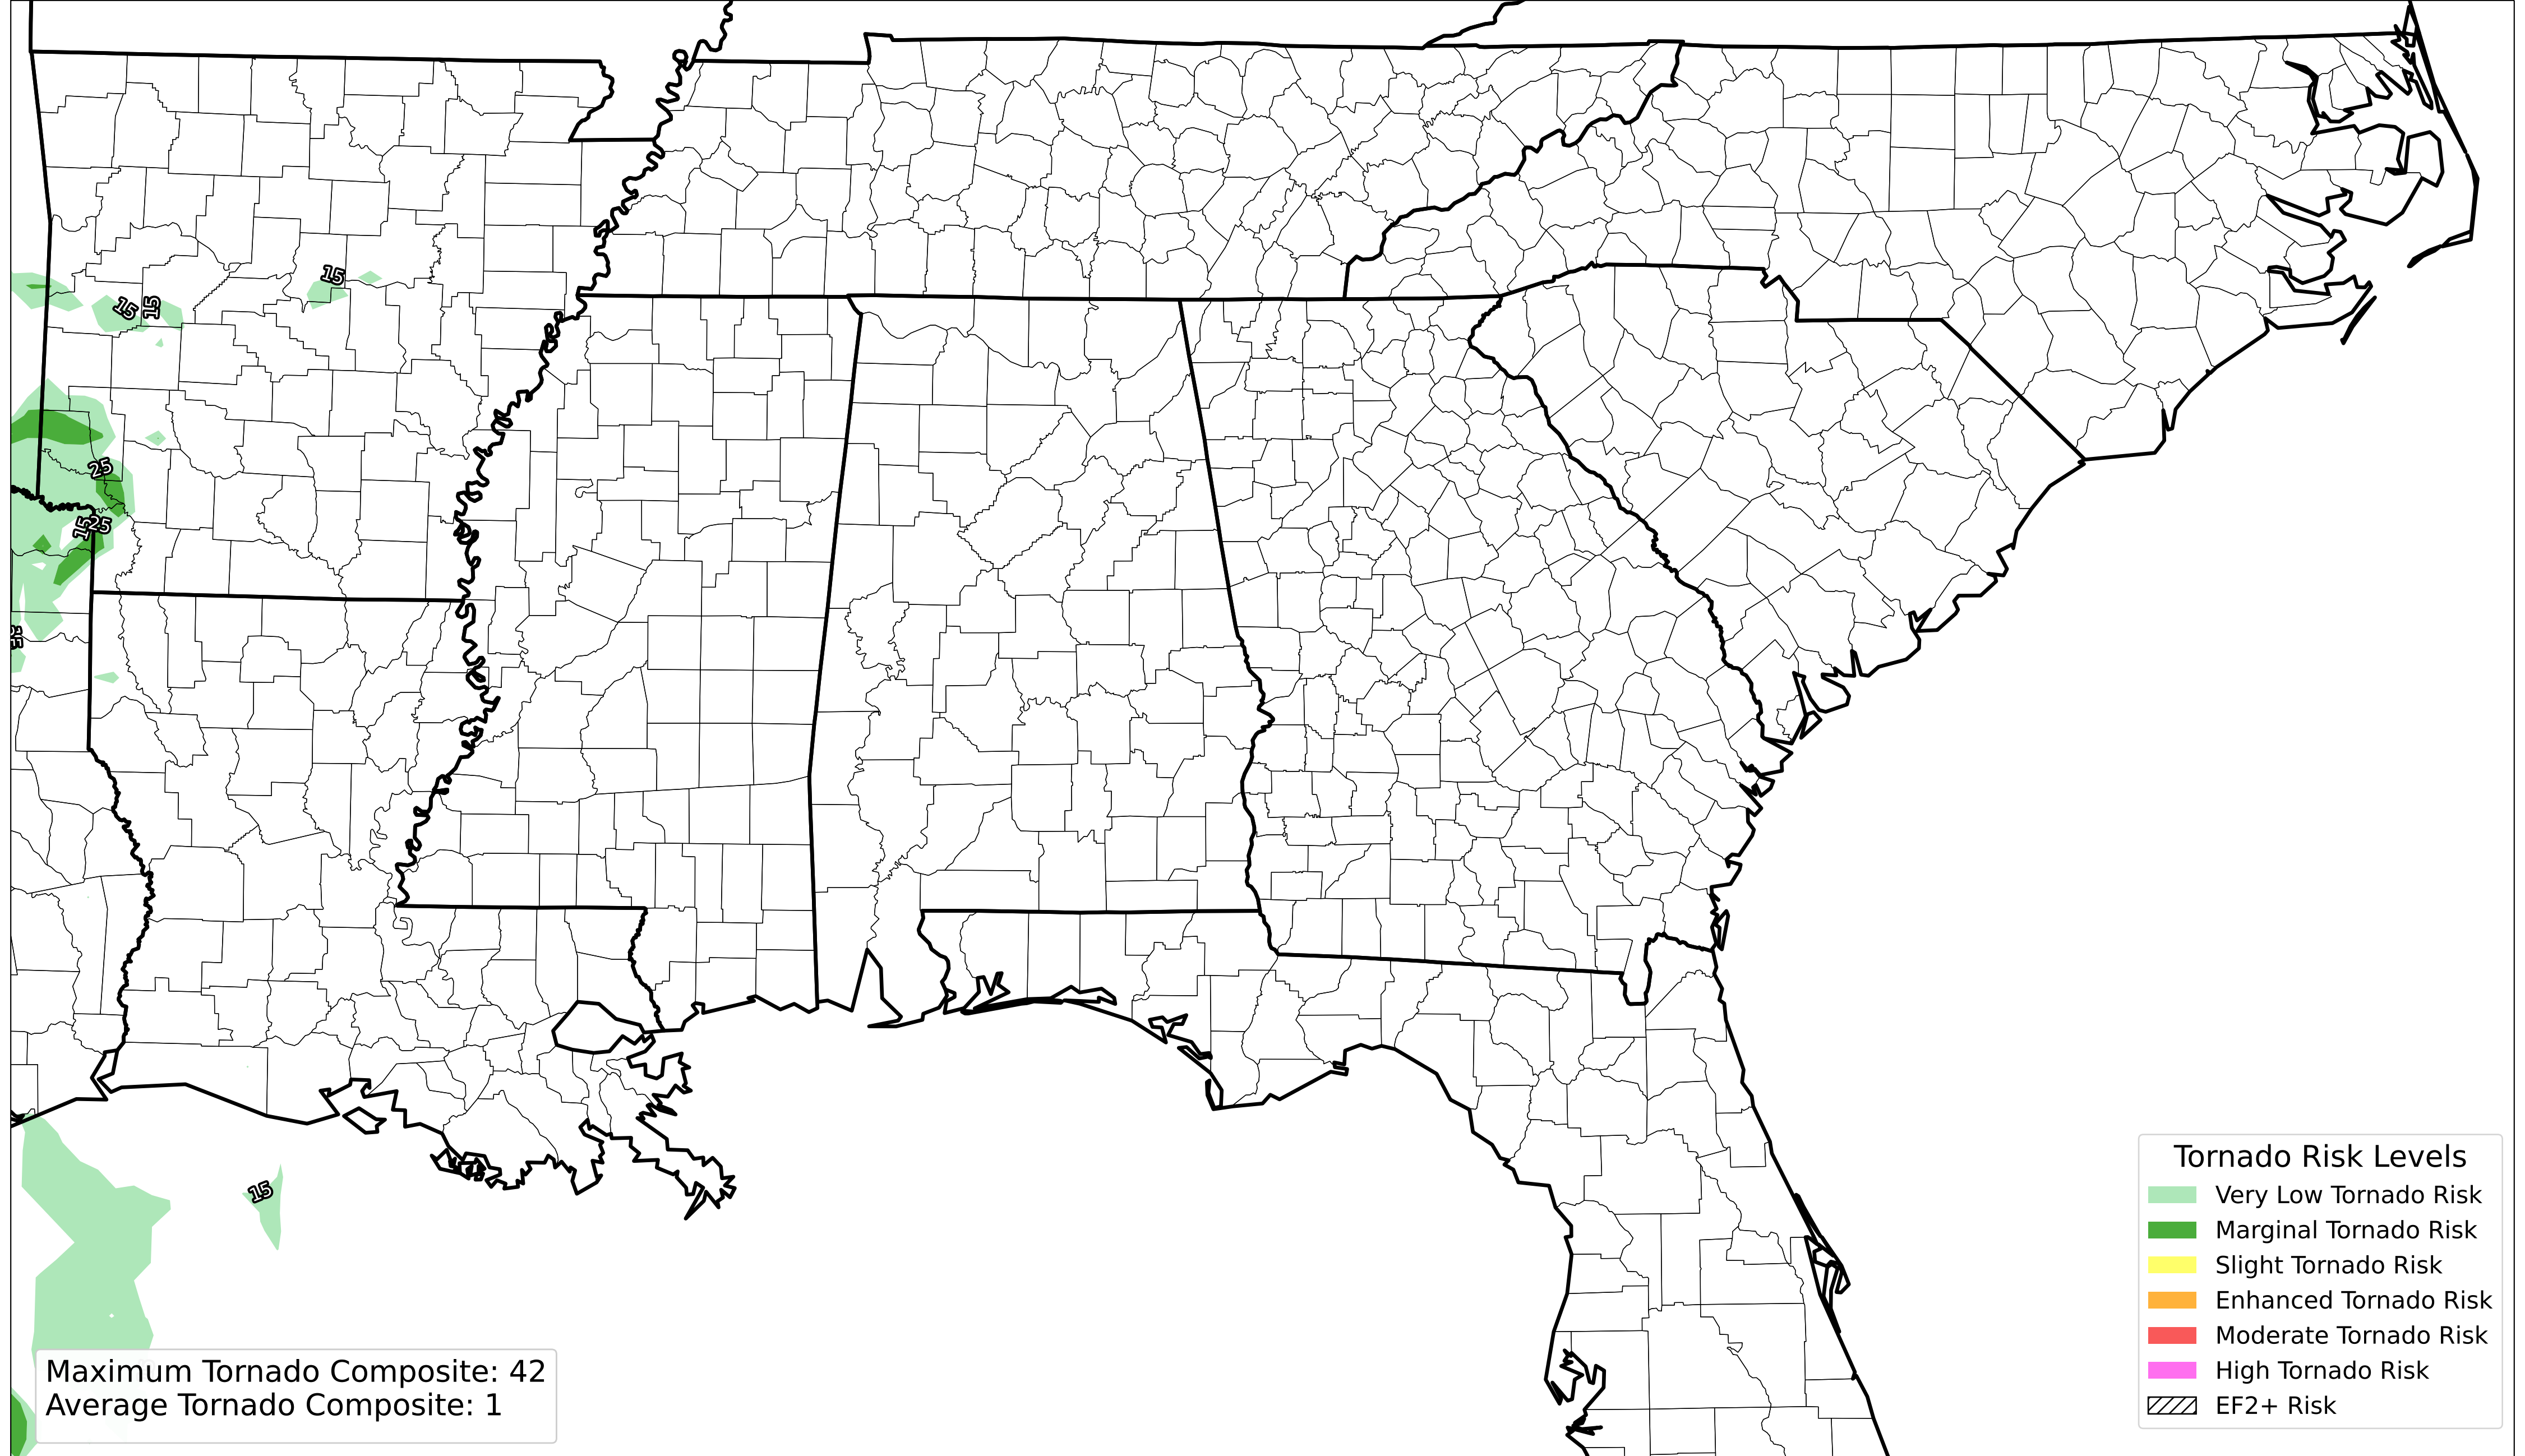 15
15
15
25
15
25
15
Maximum Tornado Composite: 42
Average Tornado Composite: 1
Tornado Risk Levels
Very Low Tornado Risk
Marginal Tornado Risk
Slight Tornado Risk
Enhanced Tornado Risk
Moderate Tornado Risk
High Tornado Risk
EF2+ Risk